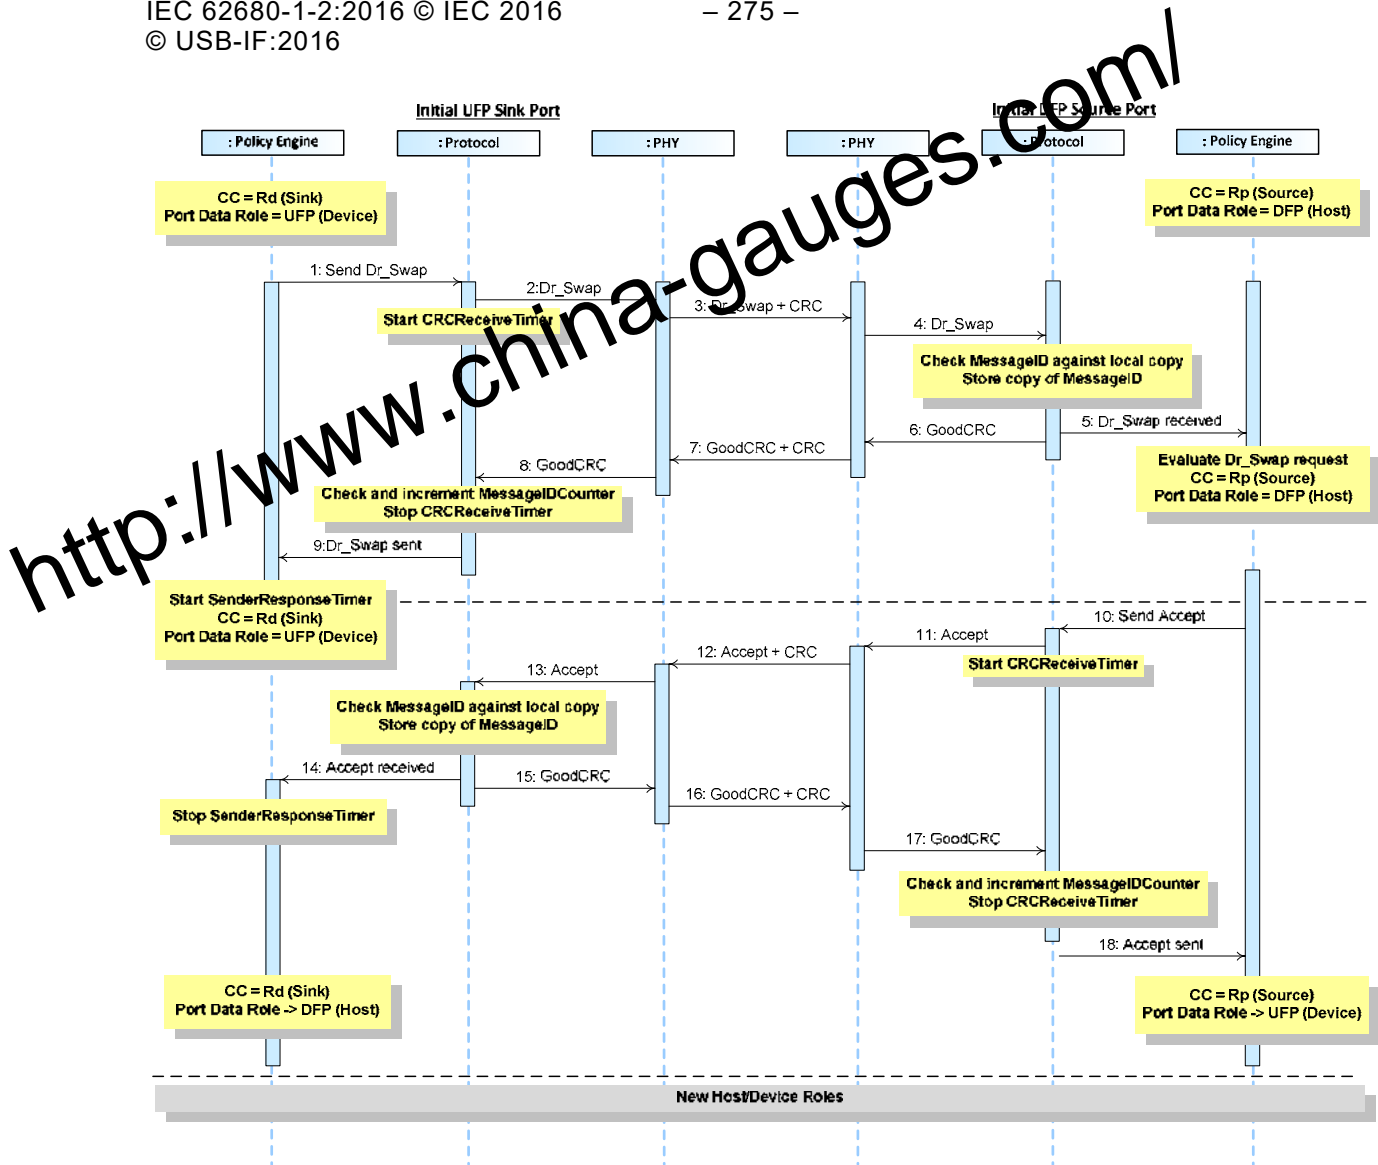 IEC 62680-1-2:2016 © IEC 2016 – 275 –
© USB-IF:2016
http://www.china-gauges.com/
Initial UFP Sink Port
Initial DFP Source Port
: Policy Engine
: Protocol
: PHY
: PHY
: Protocol
: Policy Engine
CC = Rd (Sink)
Port Data Role = UFP (Device)
CC = Rp (Source)
Port Data Role = DFP (Host)
1: Send Dr_Swap
2:Dr_Swap
Start CRCReceiveTimer
3: Dr_Swap + CRC
4: Dr_Swap
Check MessageID against local copy
Store copy of MessageID
5: Dr_Swap received
6: GoodCRC
7: GoodCRC + CRC
8: GoodCRC
Evaluate Dr_Swap request
CC = Rp (Source)
Port Data Role = DFP (Host)
Check and increment MessageIDCounter
Stop CRCReceiveTimer
9:Dr_Swap sent
Start SenderResponseTimer
CC = Rd (Sink)
Port Data Role = UFP (Device)
10: Send Accept
11: Accept
Start CRCReceiveTimer
12: Accept + CRC
13: Accept
Check MessageID against local copy
Store copy of MessageID
14: Accept received
15: GoodCRC
16: GoodCRC + CRC
Stop SenderResponseTimer
17: GoodCRC
Check and increment MessageIDCounter
Stop CRCReceiveTimer
18: Accept sent
CC = Rd (Sink)
Port Data Role -> DFP (Host)
CC = Rp (Source)
Port Data Role -> UFP (Device)
New Host/Device Roles